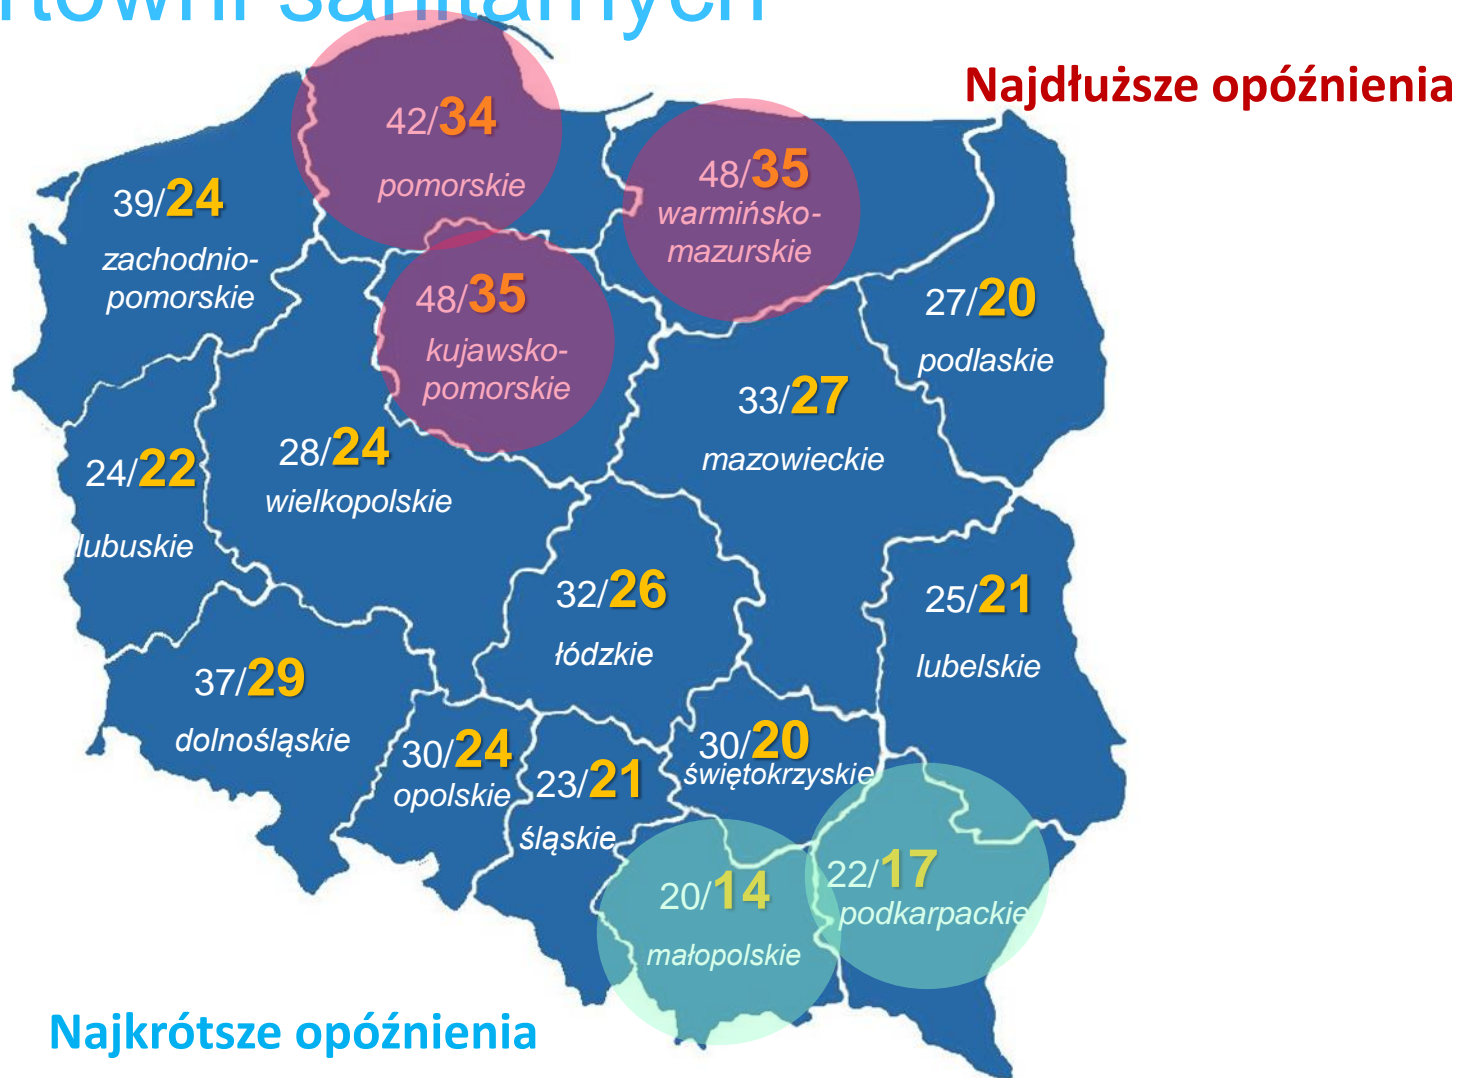 sanitarnych
Najdłuższe opóźnienia
42/34
pomorskie
48/35
warmińsko-
mazurskie
39/24
zachodnio-
pomorskie
48/35
kujawsko-
pomorskie
27/20
podlaskie
33/27
mazowieckie
28/24
wielkopolskie
24/22
lubuskie
32/26
łódzkie
25/21
lubelskie
37/29
dolnośląskie
30/24
opolskie
23/21
śląskie
30/20
świętokrzyskie
20/14
małopolskie
22/17
podkarpackie
Najkrótsze opóźnienia